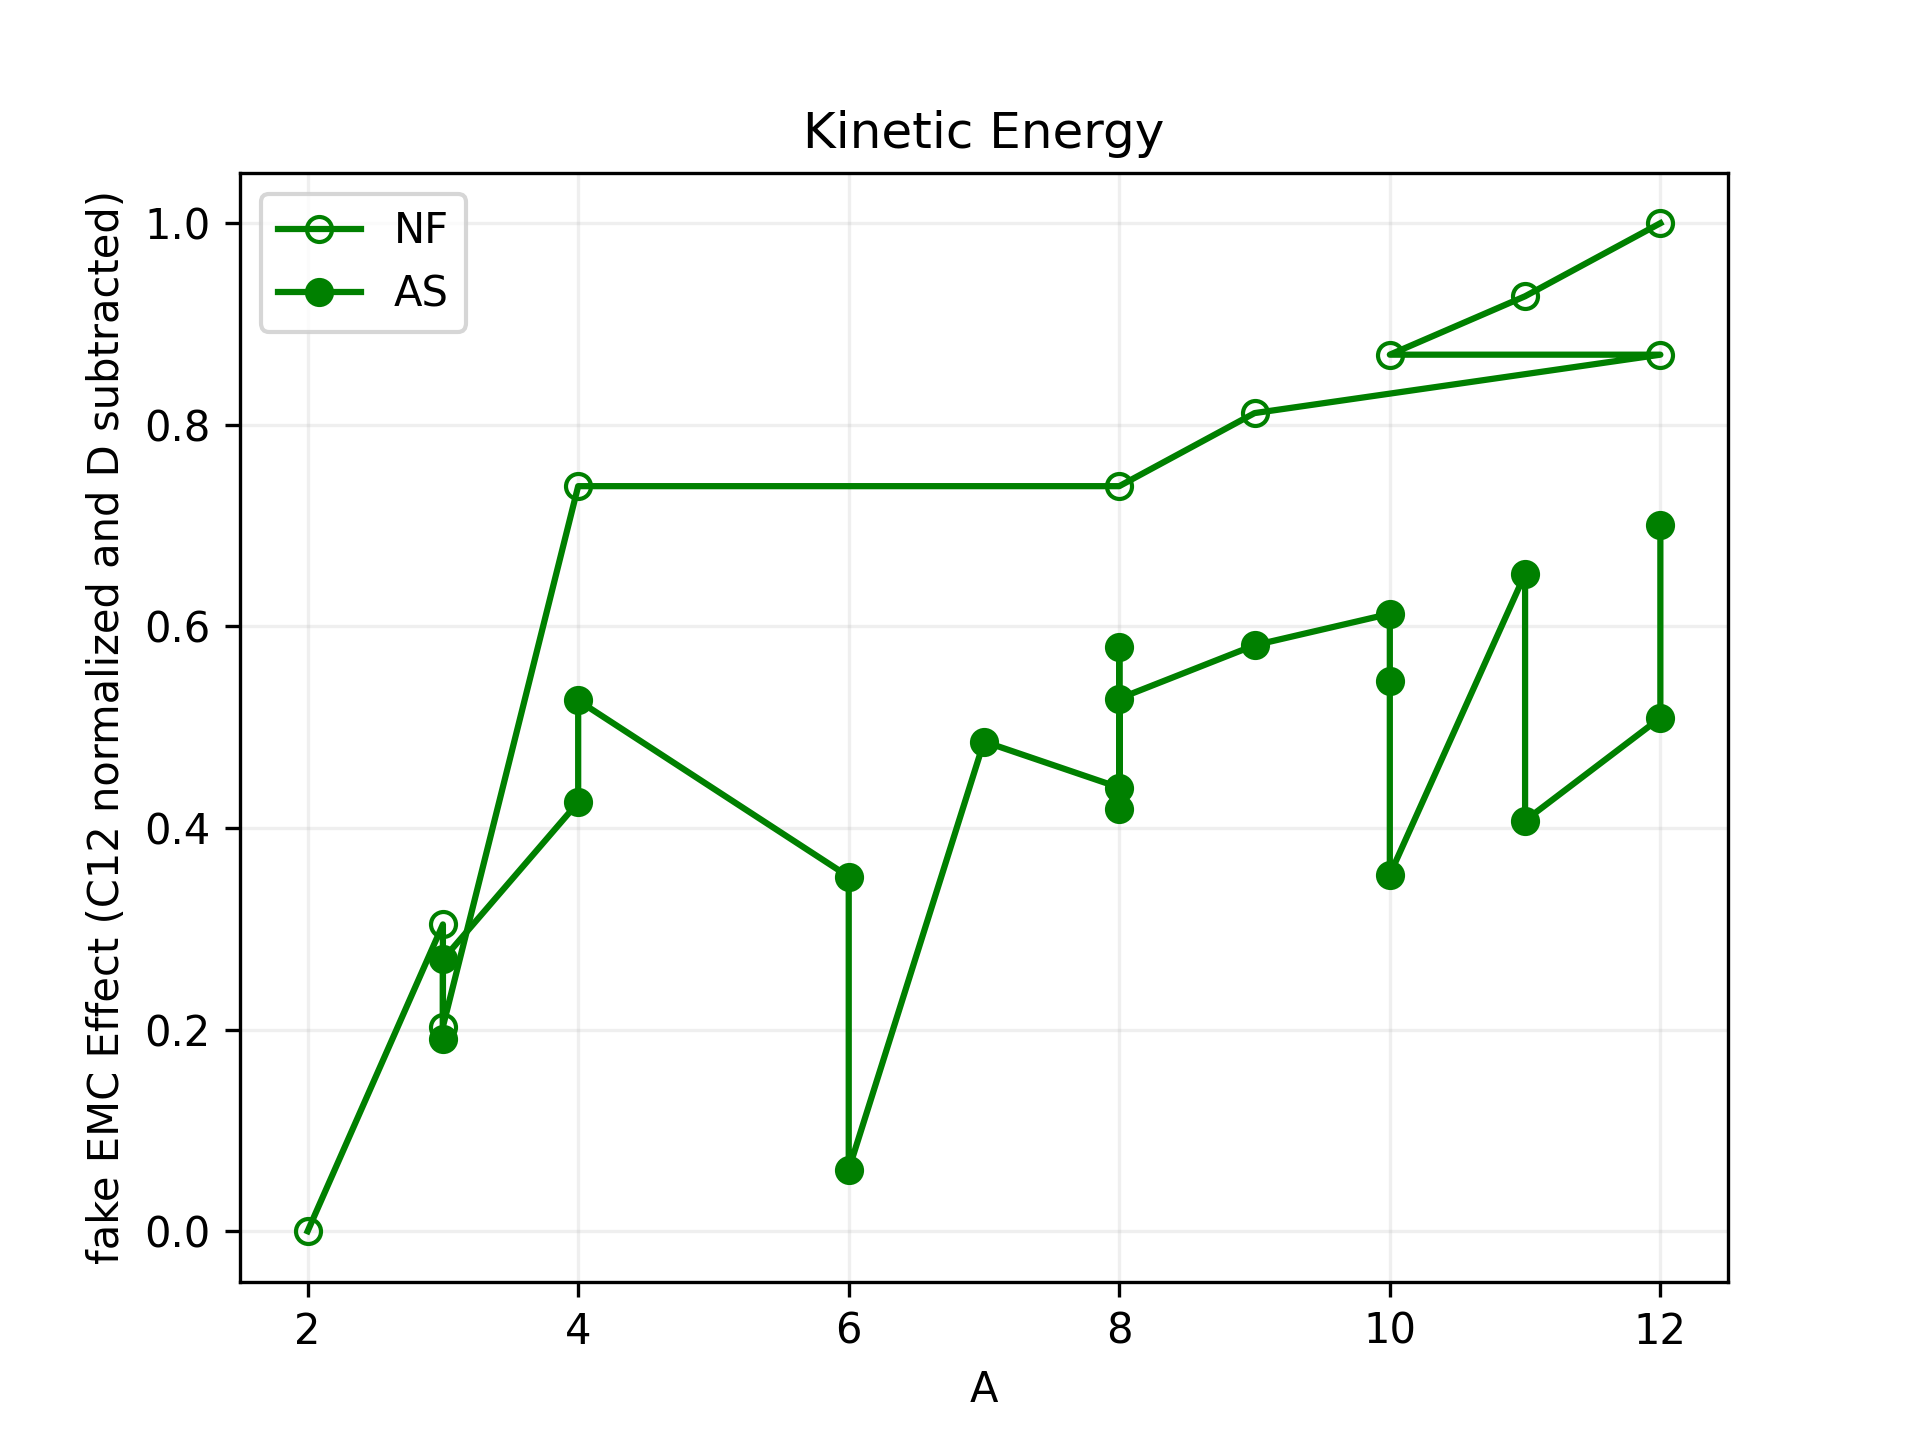 Kinetic Energy
fake EMC Effect (C12 normalized and D subtracted)
1.0
0.8
0.6
0.4
0.2
0.0
NF
AS
2 4 6 8 10 12
A